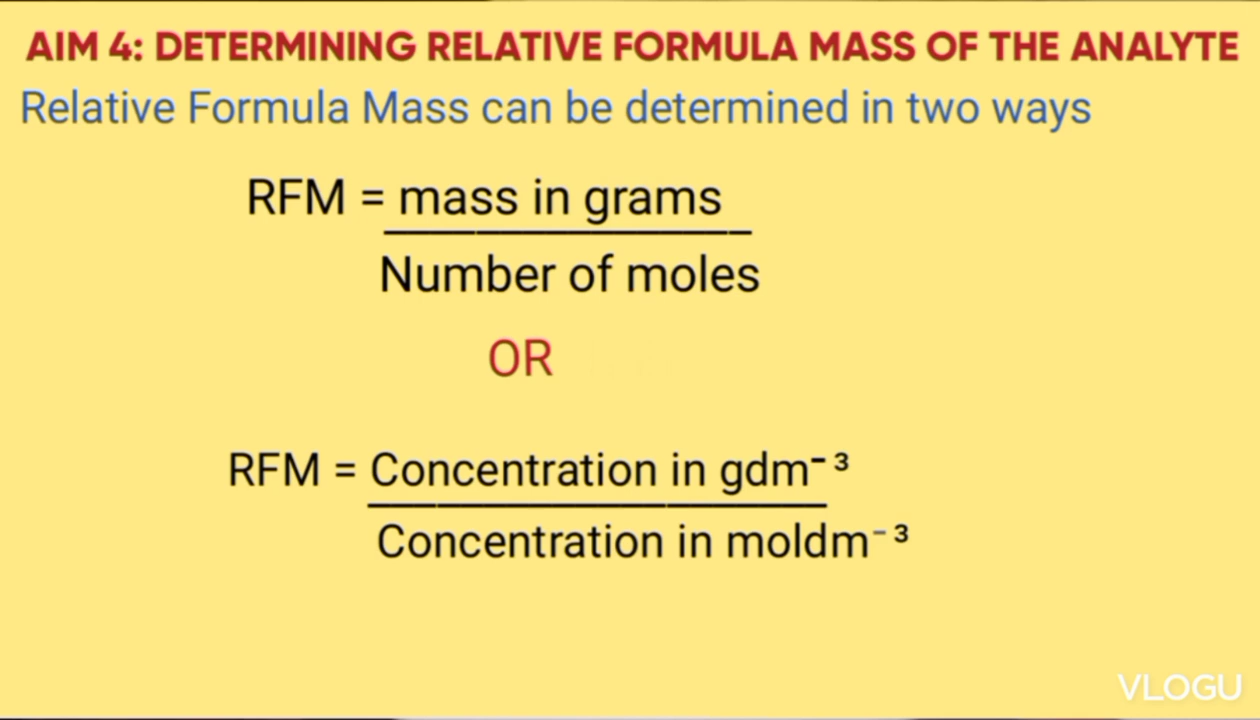 AIM 4: DETERMINING RELATIVE FORMULA MASS OF THE ANALYTE
Relative Formula Mass can be determined in two ways
RFM = mass in grams
Number of moles
OR
RFM = Concentration in gdm⁻³
Concentration in moldm⁻³
VLOGU